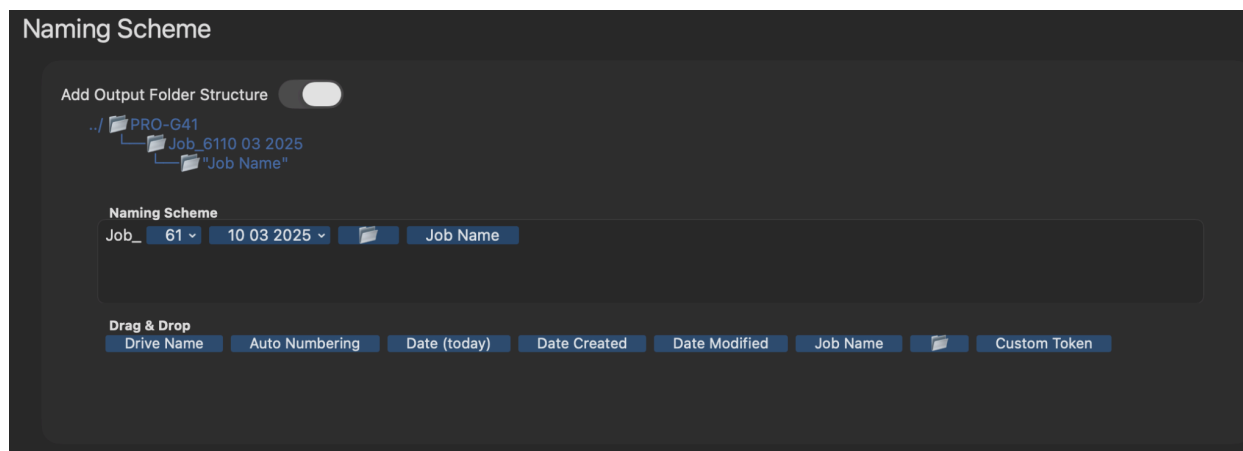 Naming Scheme
Add Output Folder Structure
../ PRO-G41
Job_6110 03 2025
"Job Name"
Naming Scheme
Job_ 61 10 03 2025 Job Name
Drag & Drop
Drive Name Auto Numbering Date (today) Date Created Date Modified Job Name Custom Token